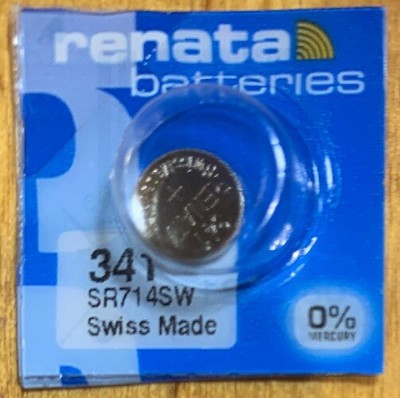 renata
batteries
+
341
SR714SW
Swiss Made
0%
MERCURY